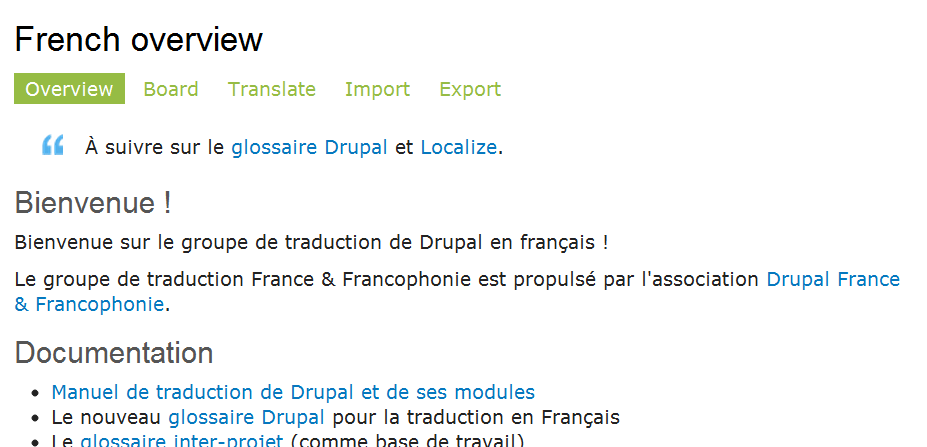 French overview
Overview Board Translate Import Export
À suivre sur le glossaire Drupal et Localize.
Bienvenue !
Bienvenue sur le groupe de traduction de Drupal en français !
Le groupe de traduction France & Francophonie est propulsé par l'association Drupal France
& Francophonie.
Documentation
Manuel de traduction de Drupal et de ses modules
Le nouveau glossaire Drupal pour la traduction en Français
Le glossaire inter-projet (comme base de travail)